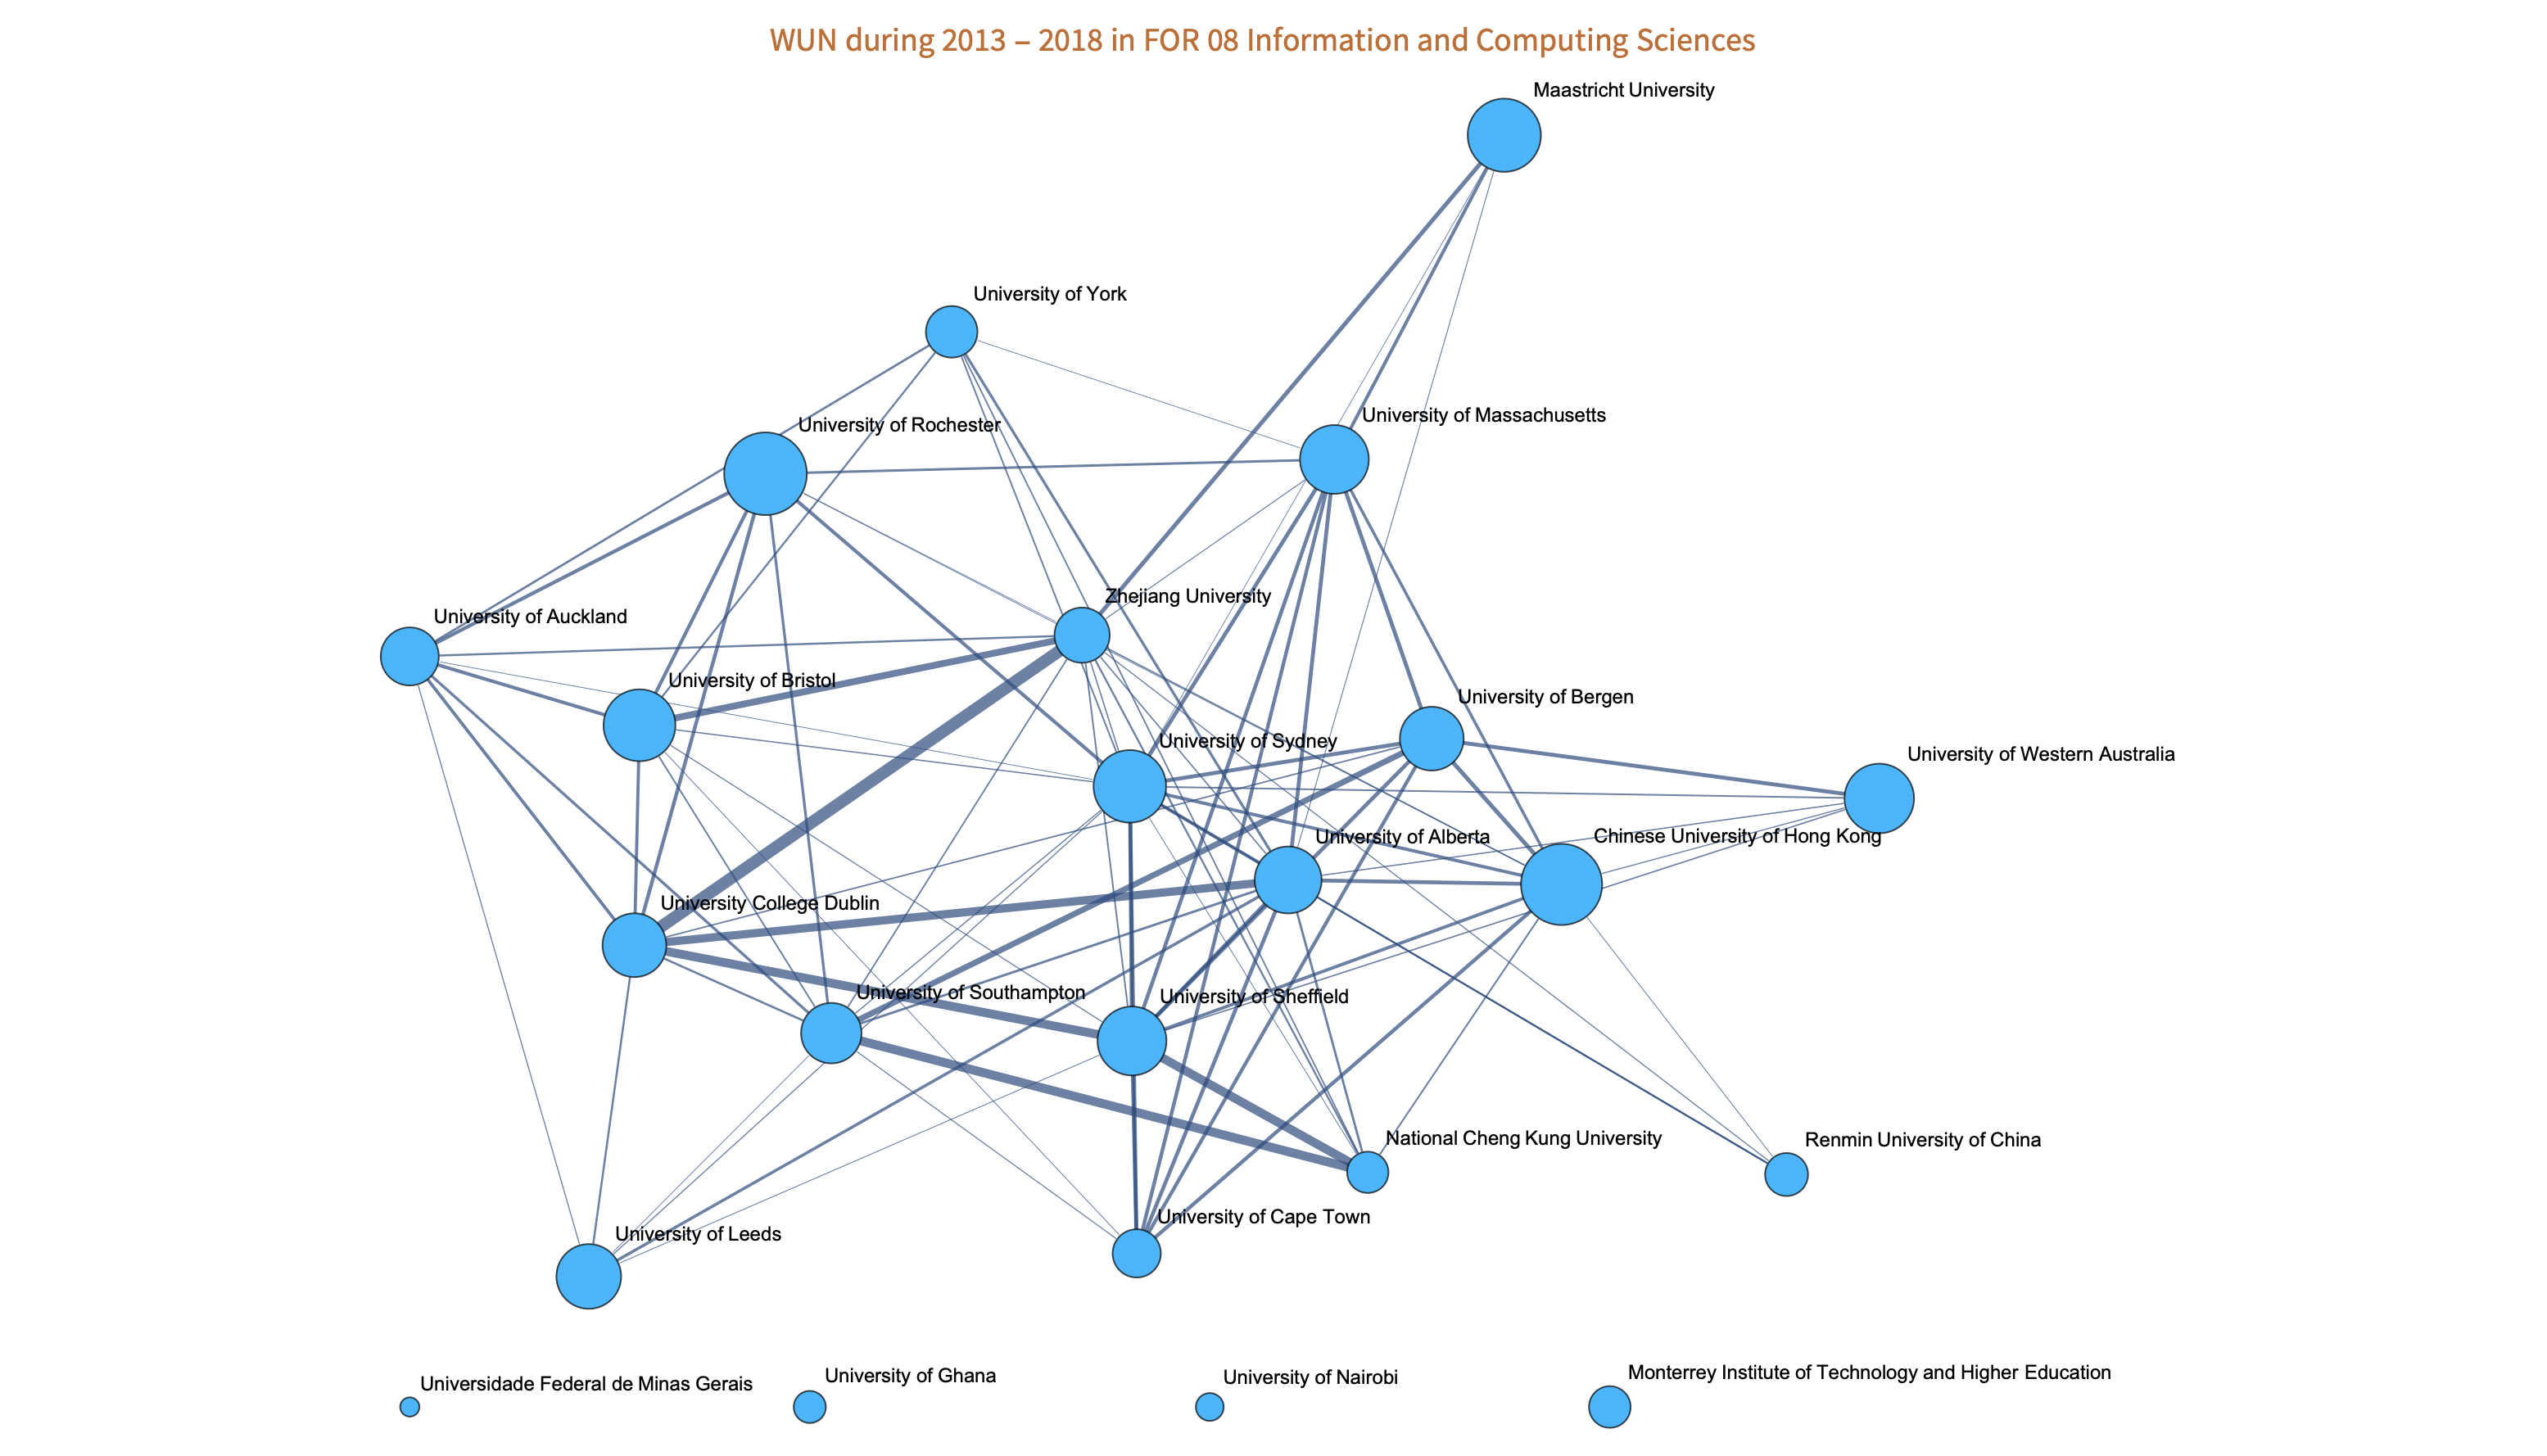 WUN during 2013 – 2018 in FOR 08 Information and Computing Sciences
Maastricht University
University of York
University of Massachusetts
University of Rochester
Zhejiang University
University of Auckland
University of Bristol
University of Bergen
University of Sydney
University of Western Australia
University of Alberta
Chinese University of Hong Kong
University College Dublin
University of Southampton
University of Sheffield
National Cheng Kung University
Renmin University of China
University of Cape Town
University of Leeds
Universidade Federal de Minas Gerais
University of Ghana
University of Nairobi
Monterrey Institute of Technology and Higher Education